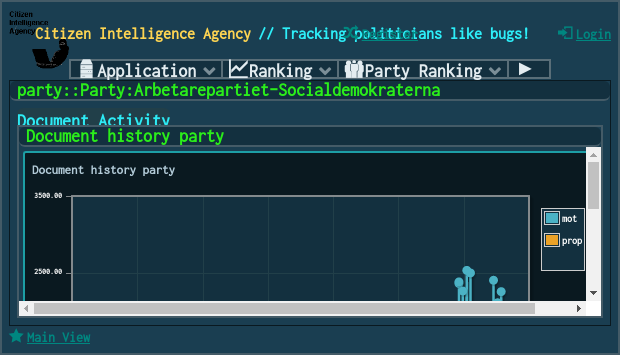 Citizen
Intelligence
Agency
Citizen Intelligence Agency // Tracking politicians like bugs!
Login
Application
Ranking
Party Ranking
party::Party:Arbetarepartiet-Socialdemokraterna
Document Activity
Document history party
Document history party
3500.00
2500.00
mot
prop
Main View